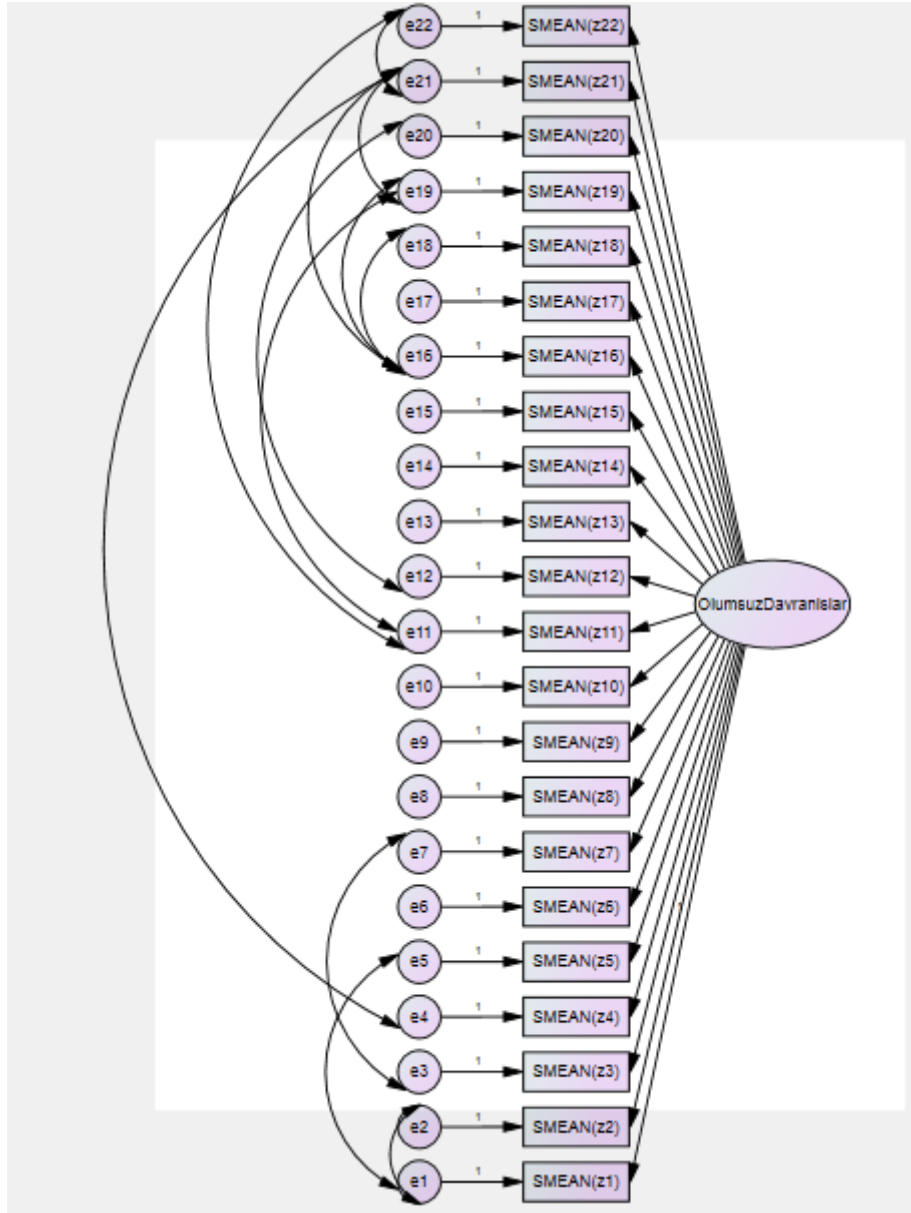 e22 1 SMEAN(z22)
e21 1 SMEAN(z21)
e20 1 SMEAN(z20)
e19 1 SMEAN(z19)
e18 1 SMEAN(z18)
e17 1 SMEAN(z17)
e16 1 SMEAN(z16)
e15 1 SMEAN(z15)
e14 1 SMEAN(z14)
e13 1 SMEAN(z13)
e12 1 SMEAN(z12)
OlumsuzDavranislar
e11 1 SMEAN(z11)
e10 1 SMEAN(z10)
e9 1 SMEAN(z9)
e8 1 SMEAN(z8)
e7 1 SMEAN(z7)
e6 1 SMEAN(z6)
1
e5 1 SMEAN(z5)
e4 1 SMEAN(z4)
e3 1 SMEAN(z3)
e2 1 SMEAN(z2)
e1 1 SMEAN(z1)